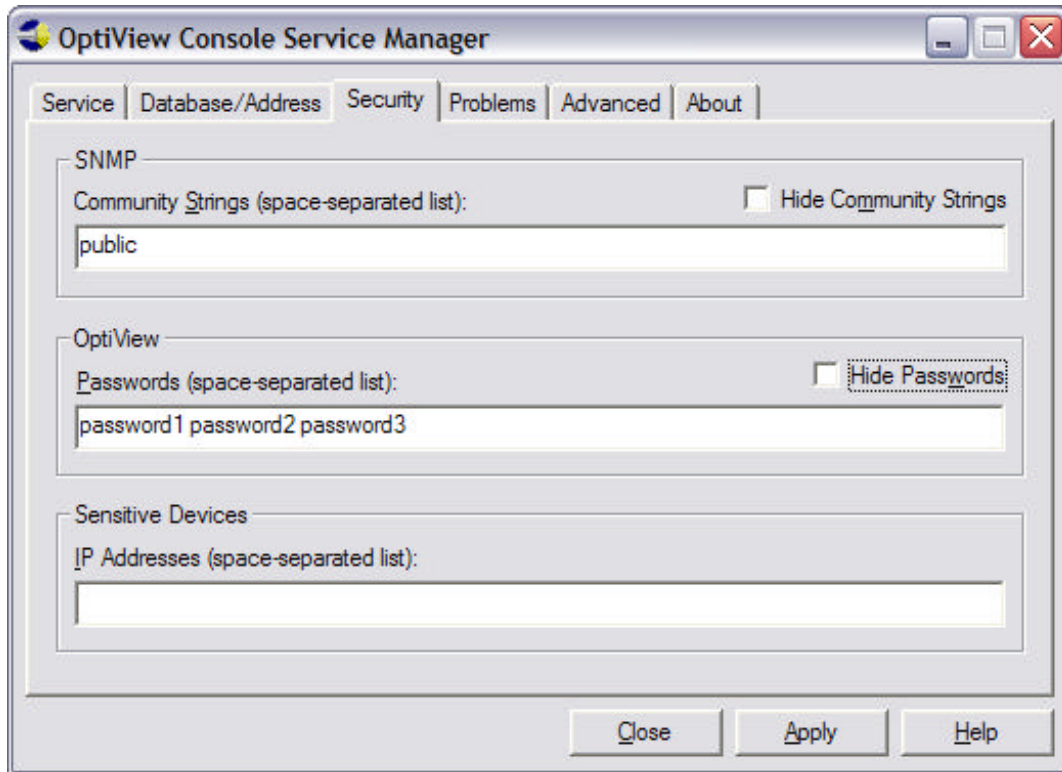 OptiView Console Service Manager
Service Database/Address Security Problems Advanced About
SNMP
Community Strings (space-separated list): Hide Community Strings
public
OptiView
Passwords (space-separated list): Hide Passwords
password1 password2 password3
Sensitive Devices
IP Addresses (space-separated list):
Close Apply Help